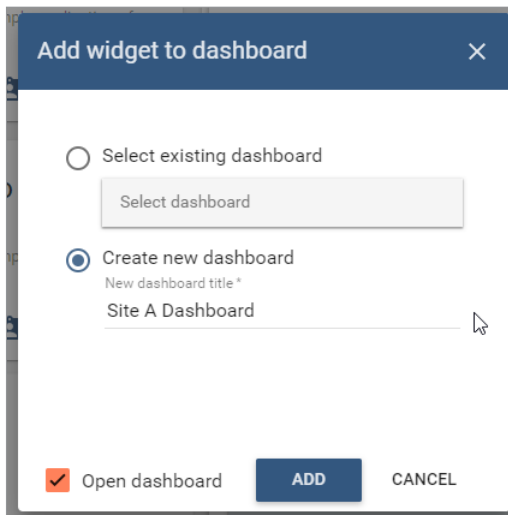 Add widget to dashboard
Select existing dashboard
Select dashboard
Create new dashboard
New dashboard title *
Site A Dashboard
Open dashboard
ADD
CANCEL